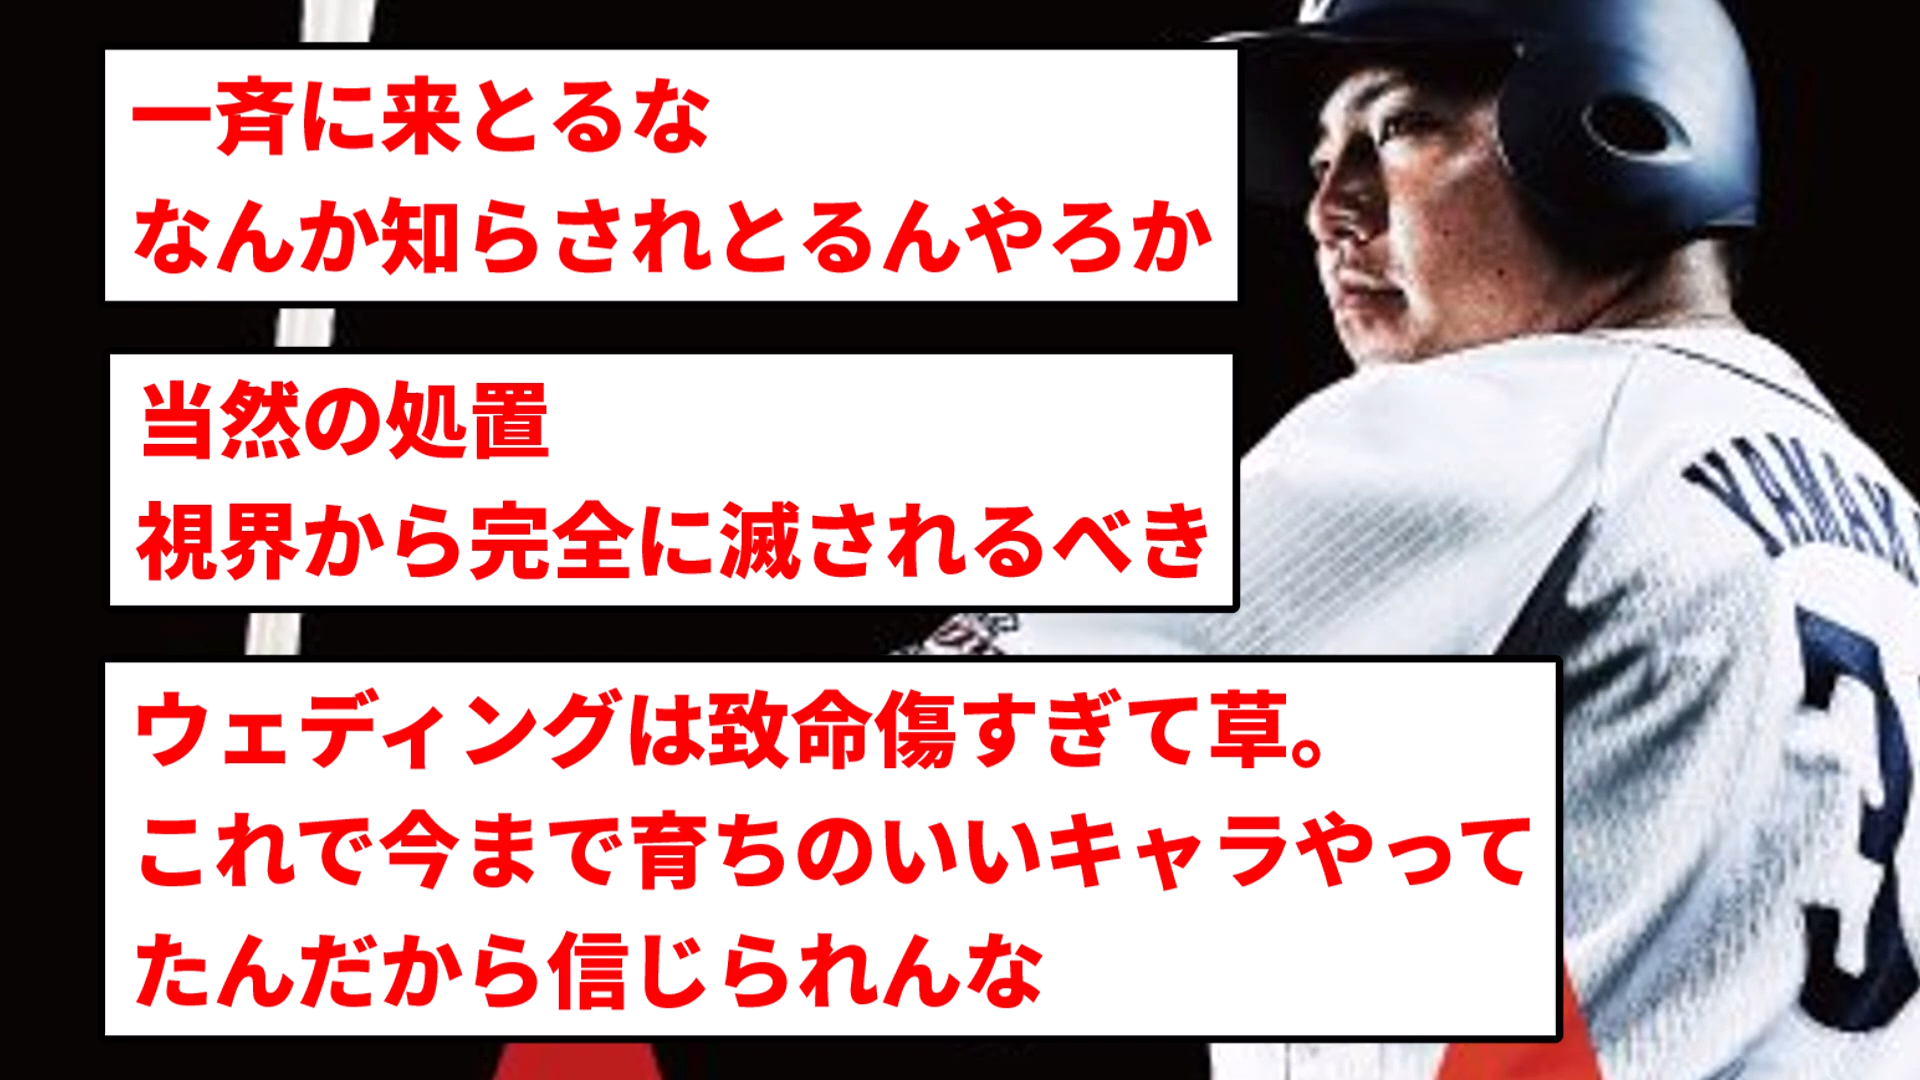 一斉に来とるな
なんか知らされとるんやろか
当然の処置
視界から完全に滅されるべき
ウェディングは致命傷すぎて草。
これで今まで育ちのいいキャラやって
たんだから信じられんな
YAMAK
3